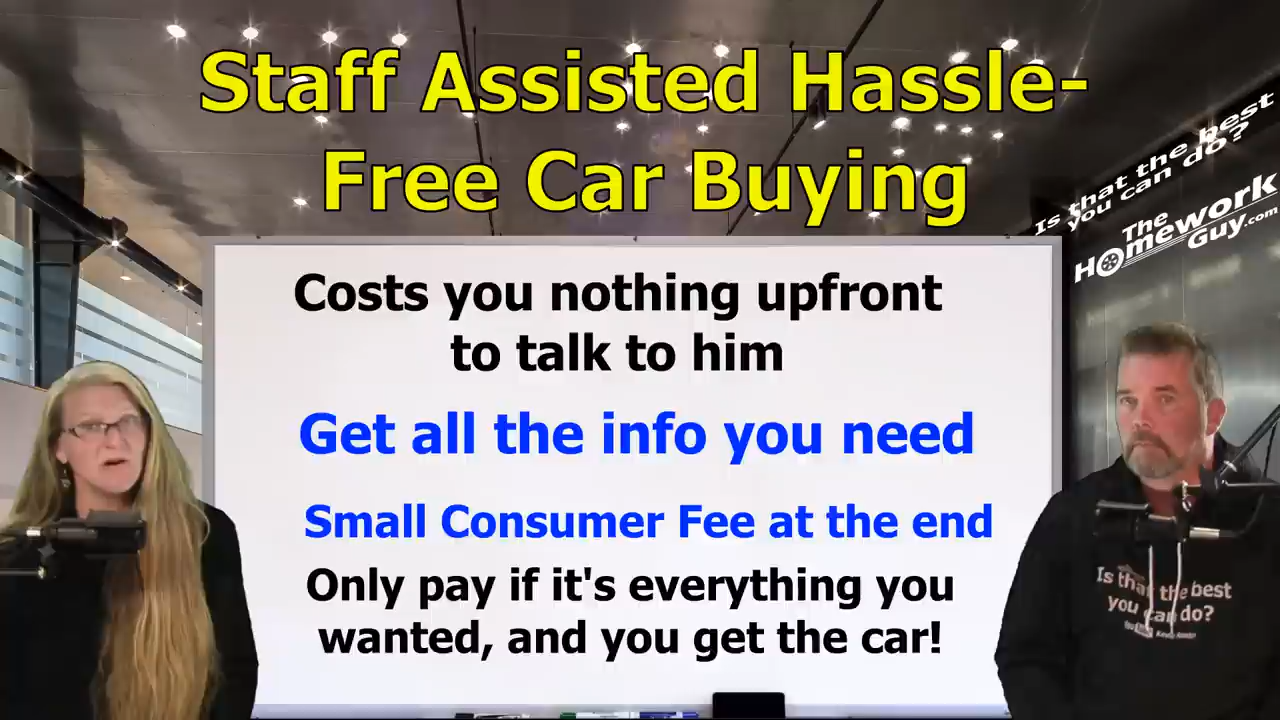 Staff Assisted Hassle-
Free Car Buying
Is that the best
you can do?
The
Homework
Guy.com
Costs you nothing upfront
to talk to him
Get all the info you need
Small Consumer Fee at the end
Only pay if it's everything you
wanted, and you get the car!
Is that the best
you can do?